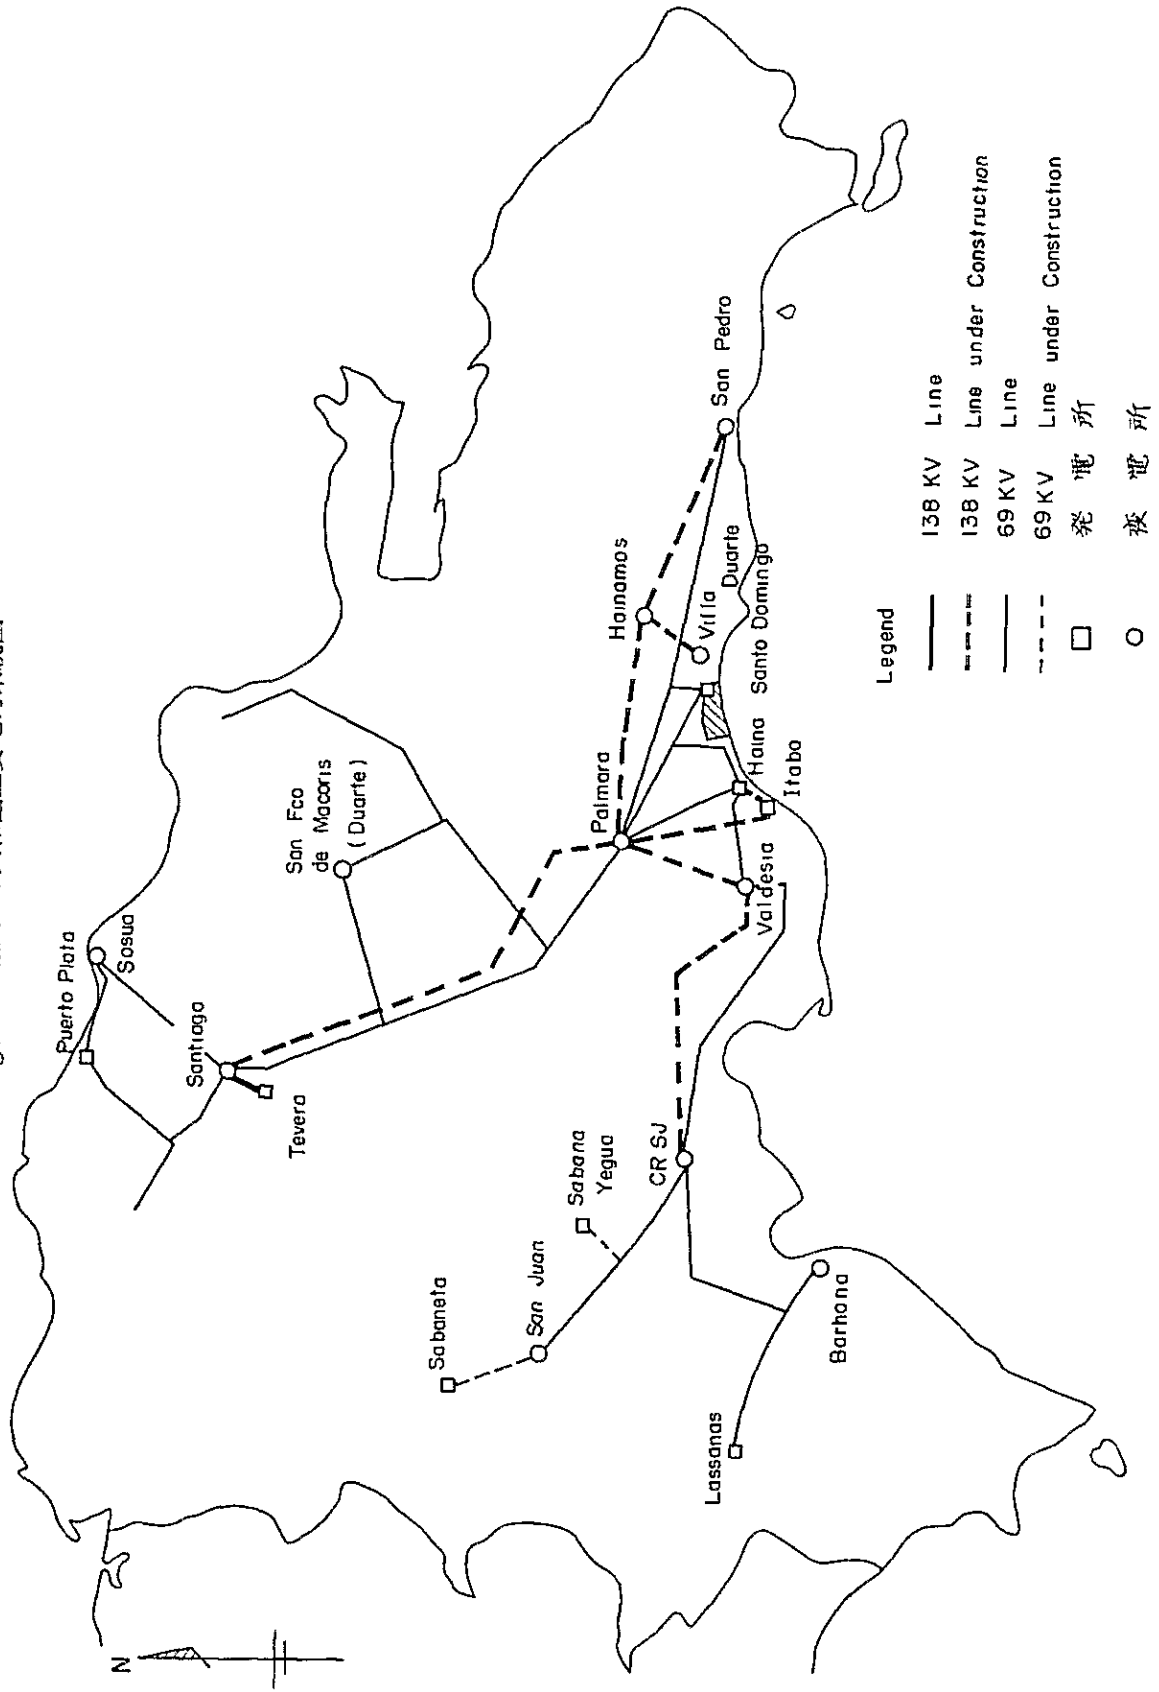 N
Puerto Plata
Sosua
Santiago
Tevera
San Fco
de Macoris
( Duarte )
Sabaneta
San Juan
Sabana
Yegua
CR SJ
Palmara
Hainamos
Villa
Duarte
San Pedro
Santo Domingo
Haina
Itabo
Valdesia
Lassanas
Barhona
Legend
138 KV Line
138 KV Line under Construction
69 KV Line
69 KV Line under Construction
発電所
変電所